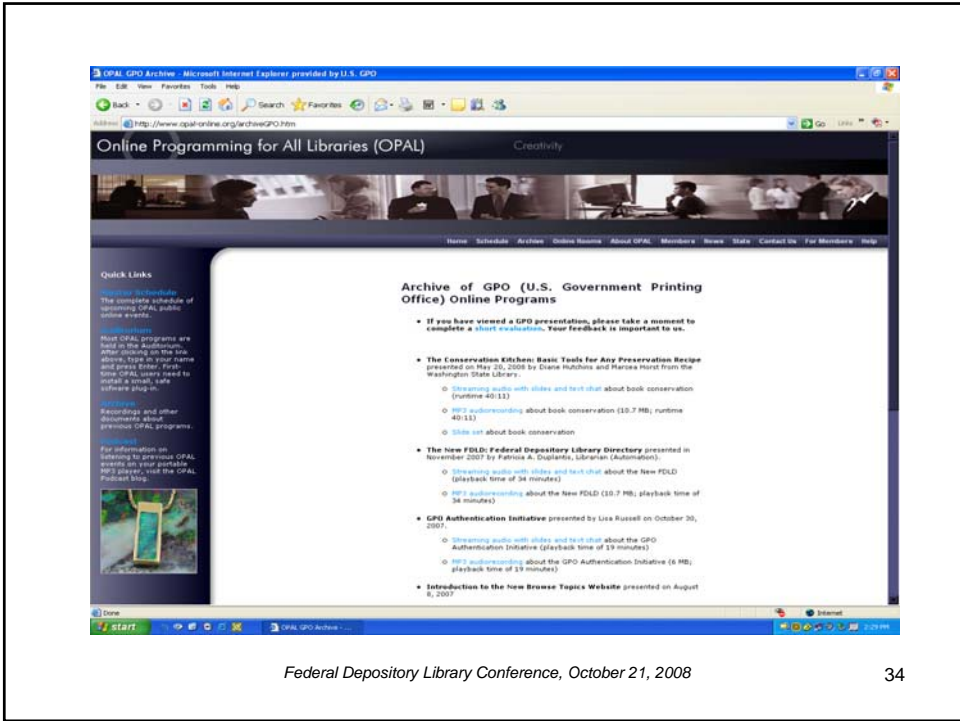 OPAL GPO Archive - Microsoft Internet Explorer provided by U.S. GPO
File Edit View Favorites Tools Help
Back Search Favorites
Address http://www.opal-online.org/archiveGPO.htm Go Links
Online Programming for All Libraries (OPAL) Creativity
Home Schedule Archive Online Rooms About OPAL Members News Stats Contact Us For Members Help
Quick Links
Master Schedule
The complete schedule of
upcoming OPAL public
online events.
Auditorium
Most OPAL programs are
held in the Auditorium.
After clicking on the link
above, type in your name
and press Enter. First-
time OPAL users need to
install a small, safe
software plug-in.
Archive
Recordings and other
documents about
previous OPAL programs.
Podcast
For information on
listening to previous OPAL
events on your portable
MP3 player, visit the OPAL
Podcast blog.
Archive of GPO (U.S. Government Printing
Office) Online Programs
• If you have viewed a GPO presentation, please take a moment to
complete a short evaluation. Your feedback is important to us.
• The Conservation Kitchen: Basic Tools for Any Preservation Recipe
presented on May 20, 2008 by Diane Hutchins and Marcea Horst from the
Washington State Library.
o Streaming audio with slides and text chat about book conservation
(runtime 40:11)
o MP3 audiorecording about book conservation (10.7 MB; runtime
40:11)
o Slide set about book conservation
• The New FDLD: Federal Depository Library Directory presented in
November 2007 by Patricia A. Duplantis, Librarian (Automation).
o Streaming audio with slides and text chat about the New FDLD
(playback time of 34 minutes)
o MP3 audiorecording about the New FDLD (10.7 MB; playback time of
34 minutes)
• GPO Authentication Initiative presented by Lisa Russell on October 30,
2007.
o Streaming audio with slides and text chat about the GPO
Authentication Initiative (playback time of 19 minutes)
o MP3 audiorecording about the GPO Authentication Initiative (6 MB;
playback time of 19 minutes)
• Introduction to the New Browse Topics Website presented on August
8, 2007
Done Internet
start OPAL GPO Archive - ... 2:29 PM
Federal Depository Library Conference, October 21, 2008
34